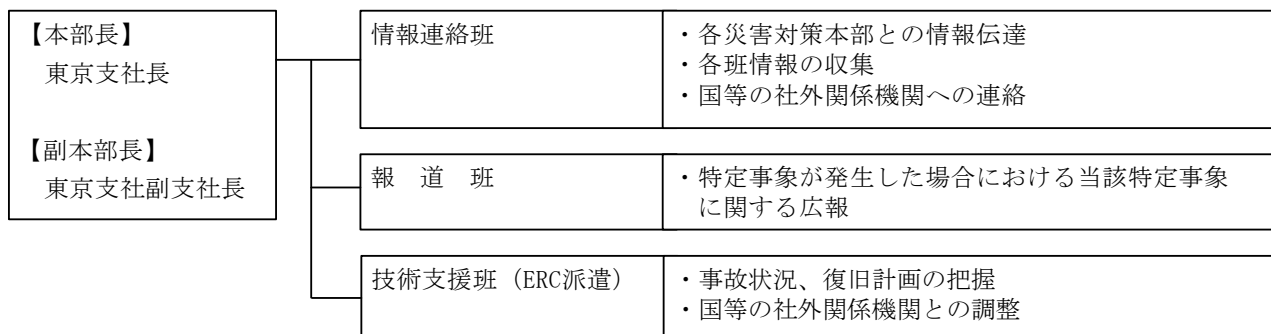 【本部長】
東京支社長
【副本部長】
東京支社副支社長
情報連絡班
・各災害対策本部との情報伝達
・各班情報の収集
・国等の社外関係機関への連絡
報　道　班
・特定事象が発生した場合における当該特定事象
に関する広報
技術支援班（ERC派遣）
・事故状況、復旧計画の把握
・国等の社外関係機関との調整